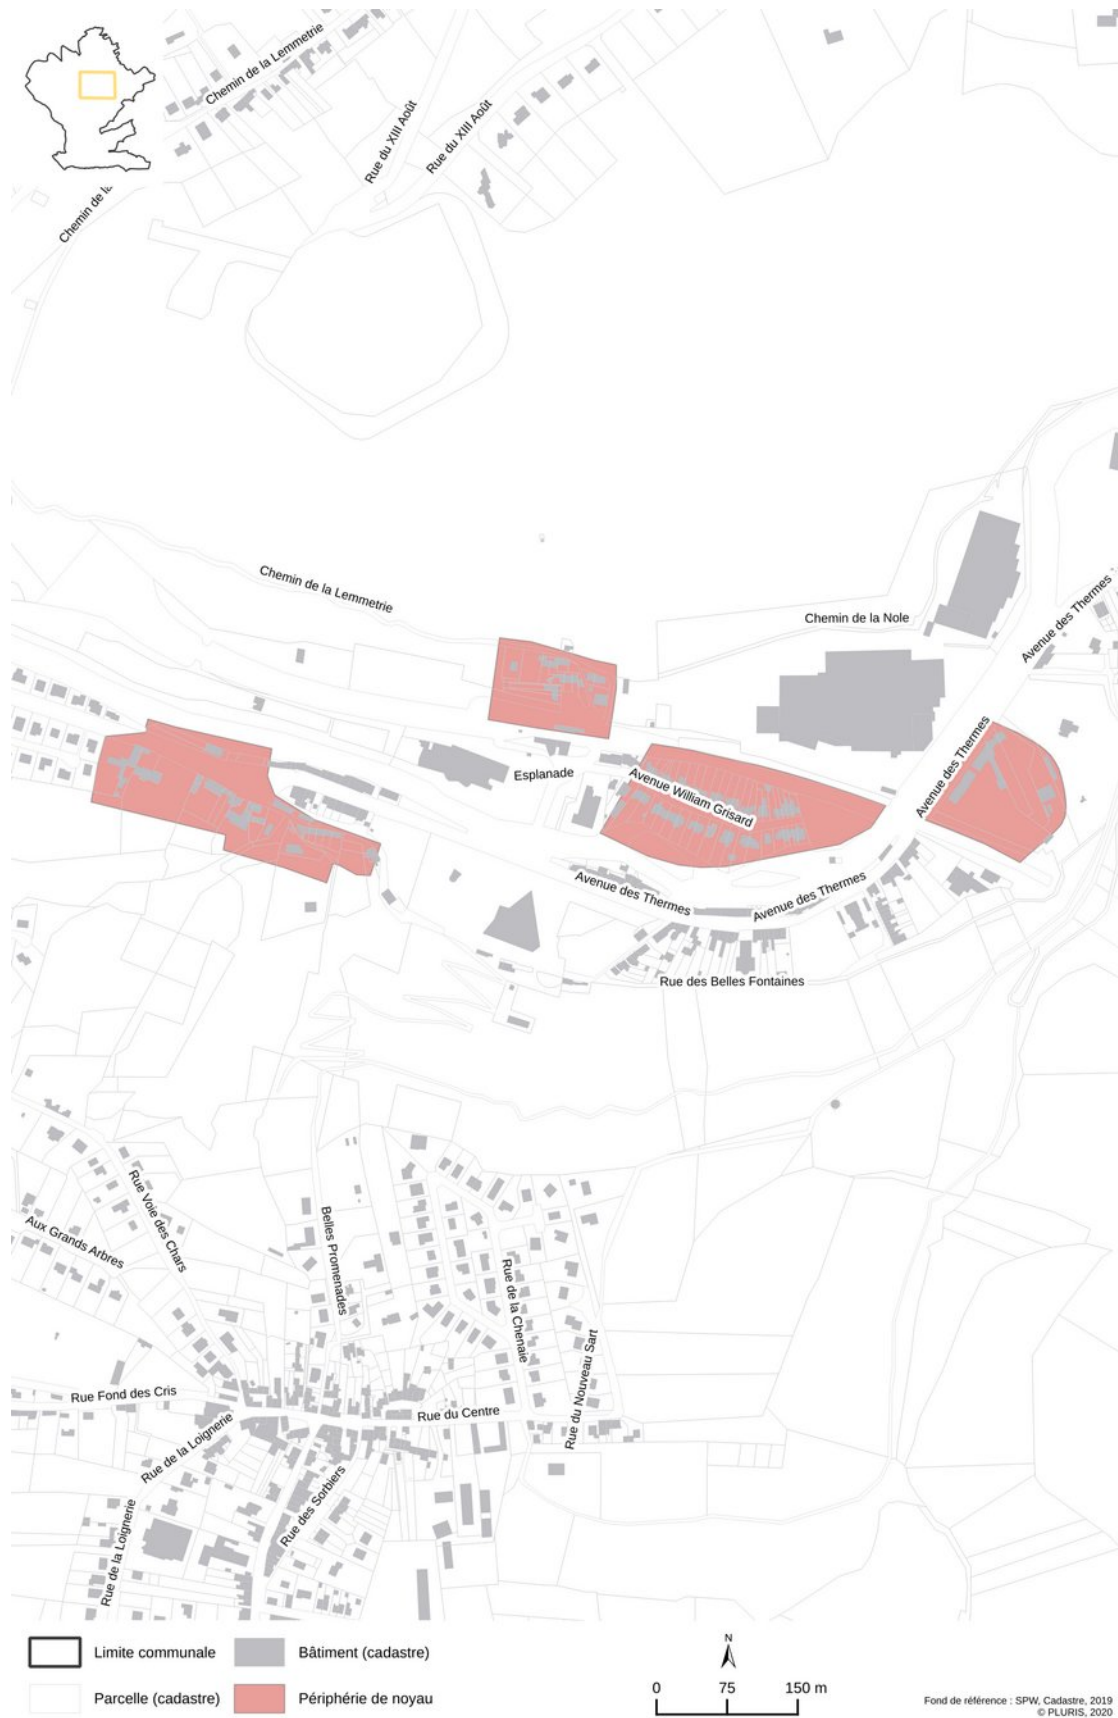 Chemin de la Lemmetrie
Rue du XIII Août
Rue du XIII Août
Chemin de la
Chemin de la Lemmetrie
Chemin de la Nole
Avenue des Thermes
Avenue des Thermes
Esplanade
Avenue William Grisard
Avenue des Thermes
Avenue des Thermes
Rue des Belles Fontaines
Rue Voie des Chars
Aux Grands Arbres
Belles Promenades
Rue de la Chenaie
Rue du Nouveau Sart
Rue Fond des Cris
Rue du Centre
Rue de la Loignerie
Rue des Sorbiers
Rue de la Loignerie
Limite communale
Bâtiment (cadastre)
Parcelle (cadastre)
Périphérie de noyau
N
0 75 150 m
Fond de référence : SPW, Cadastre, 2019
© PLURIS, 2020